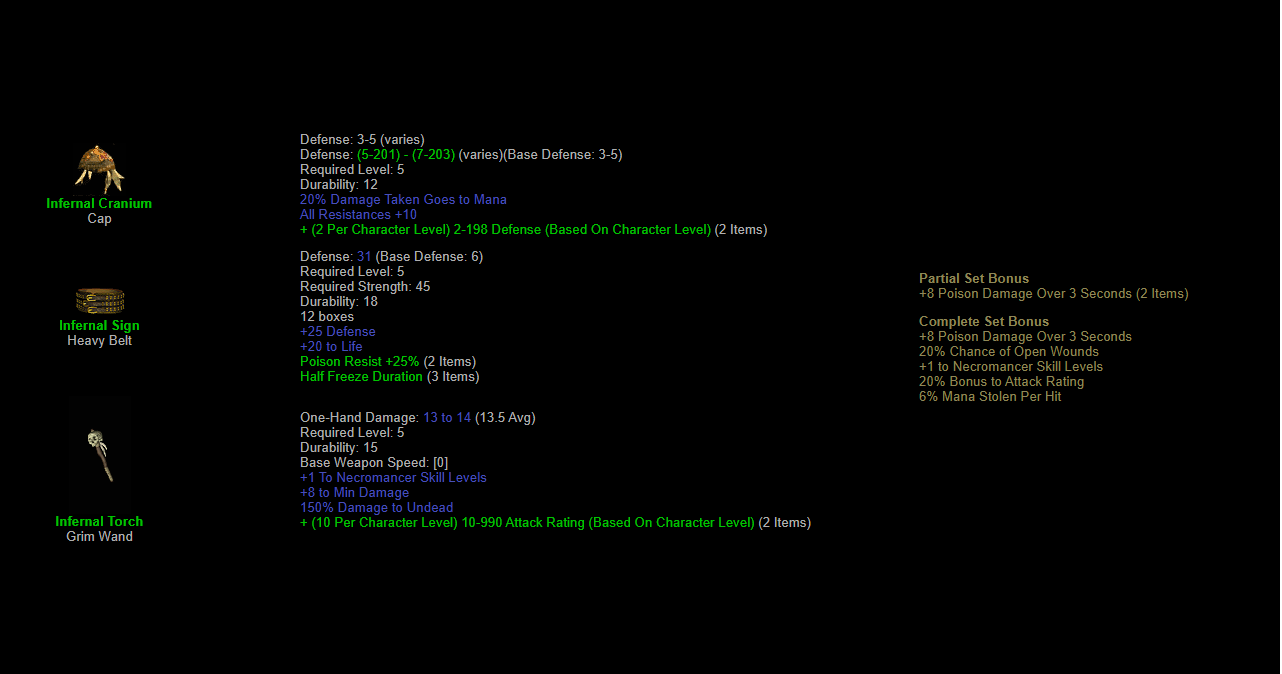 Infernal Cranium
Cap
Defense: 3-5 (varies)
Defense: (5-201) - (7-203) (varies)(Base Defense: 3-5)
Required Level: 5
Durability: 12
20% Damage Taken Goes to Mana
All Resistances +10
+ (2 Per Character Level) 2-198 Defense (Based On Character Level) (2 Items)
Infernal Sign
Heavy Belt
Defense: 31 (Base Defense: 6)
Required Level: 5
Required Strength: 45
Durability: 18
12 boxes
+25 Defense
+20 to Life
Poison Resist +25% (2 Items)
Half Freeze Duration (3 Items)
Infernal Torch
Grim Wand
One-Hand Damage: 13 to 14 (13.5 Avg)
Required Level: 5
Durability: 15
Base Weapon Speed: [0]
+1 To Necromancer Skill Levels
+8 to Min Damage
150% Damage to Undead
+ (10 Per Character Level) 10-990 Attack Rating (Based On Character Level) (2 Items)
Partial Set Bonus
+8 Poison Damage Over 3 Seconds (2 Items)
Complete Set Bonus
+8 Poison Damage Over 3 Seconds
20% Chance of Open Wounds
+1 to Necromancer Skill Levels
20% Bonus to Attack Rating
6% Mana Stolen Per Hit